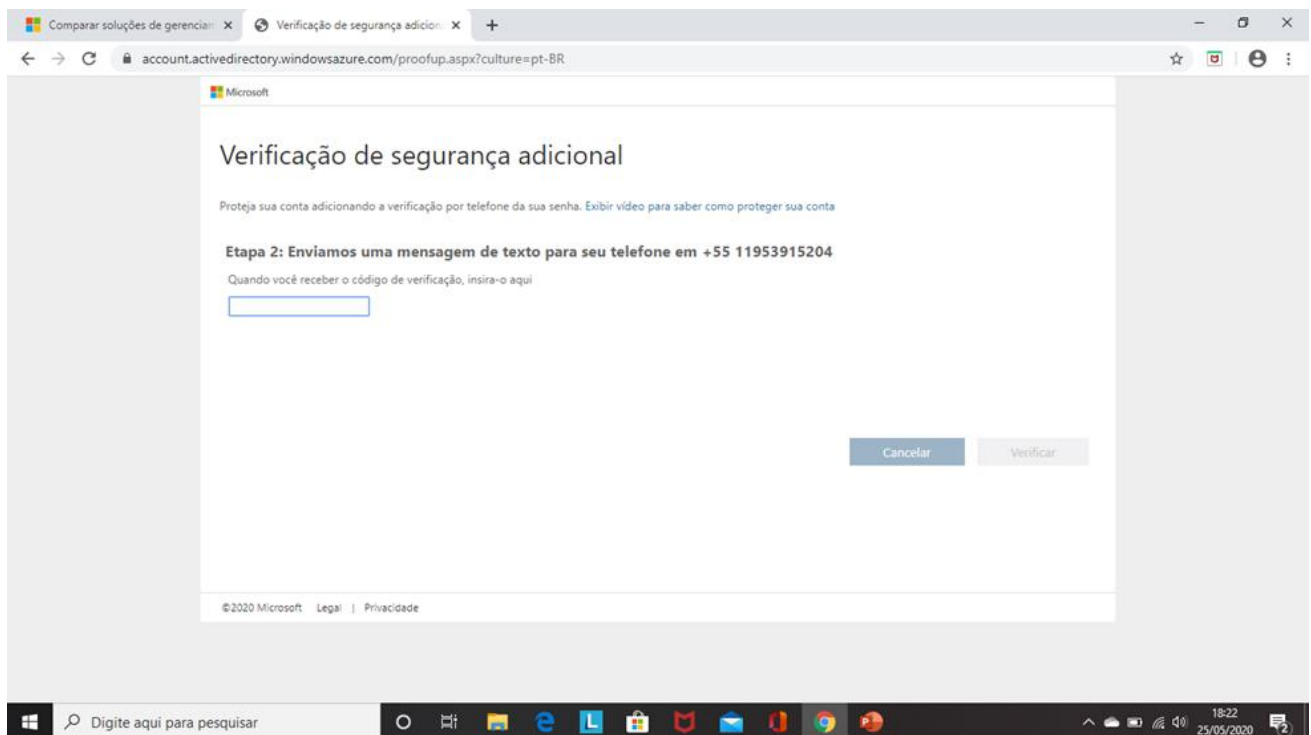 Comparar soluções de gerencian
Verificação de segurança adicion
account.activedirectory.windowsazure.com/proofup.aspx?culture=pt-BR
Microsoft
Verificação de segurança adicional
Proteja sua conta adicionando a verificação por telefone da sua senha. Exibir vídeo para saber como proteger sua conta
Etapa 2: Enviamos uma mensagem de texto para seu telefone em +55 11953915204
Quando você receber o código de verificação, insira-o aqui
Cancelar Verificar
©2020 Microsoft Legal | Privacidade
Digite aqui para pesquisar
L
18:22
25/05/2020
2